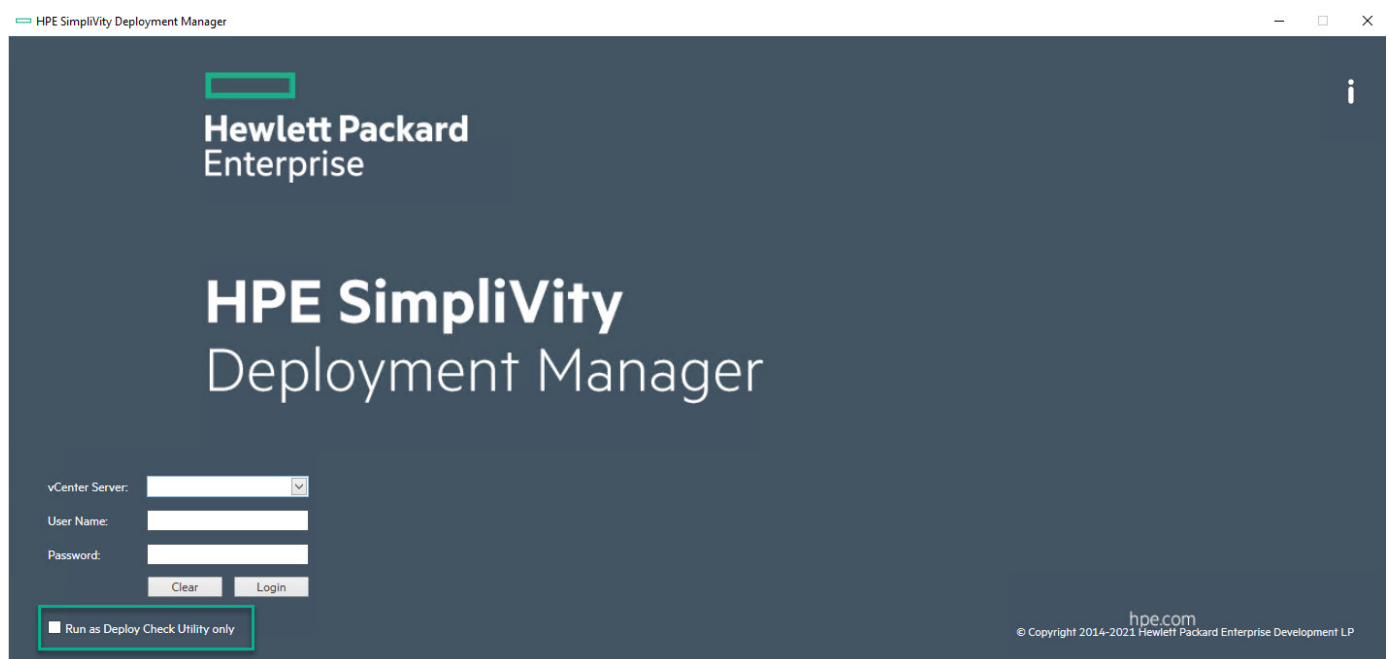 HPE SimpliVity Deployment Manager
Hewlett Packard
Enterprise
HPE SimpliVity
Deployment Manager
vCenter Server:
User Name:
Password:
Clear Login
Run as Deploy Check Utility only
hpe.com
© Copyright 2014-2021 Hewlett Packard Enterprise Development LP